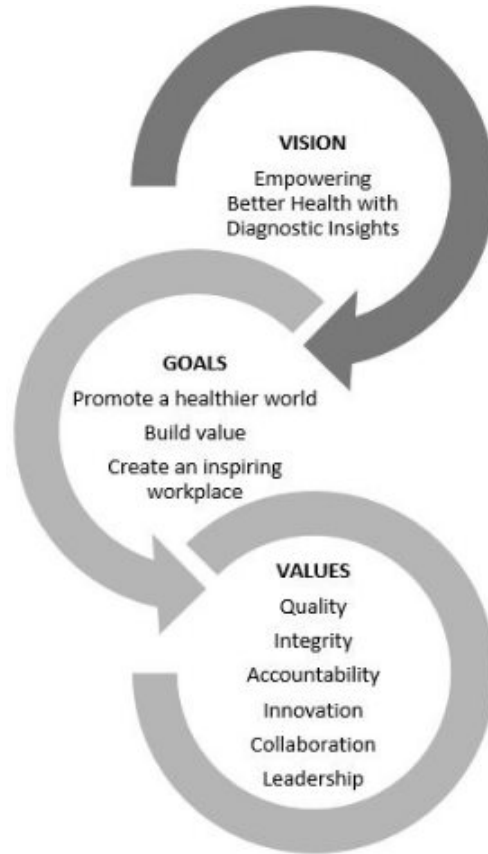 VISION
Empowering
Better Health with
Diagnostic Insights
GOALS
Promote a healthier world
Build value
Create an inspiring
workplace
VALUES
Quality
Integrity
Accountability
Innovation
Collaboration
Leadership